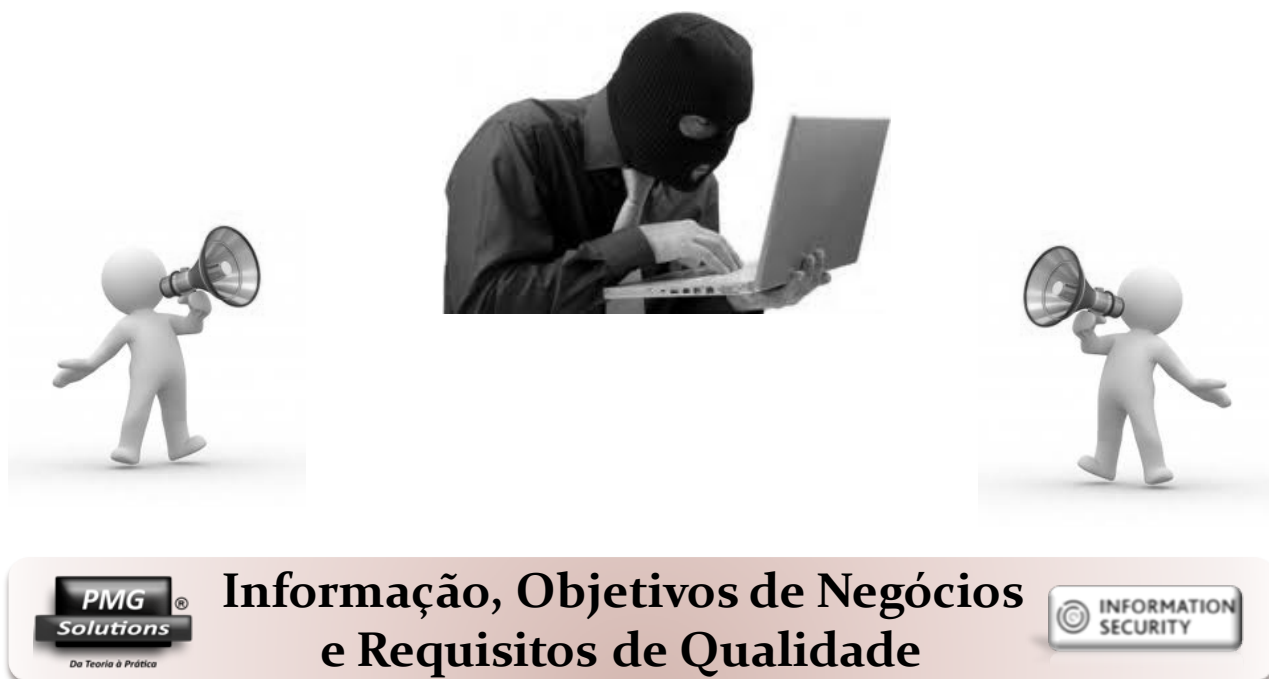 PMG ®
Solutions
Da Teoria à Prática
Informação, Objetivos de Negócios
e Requisitos de Qualidade
INFORMATION
SECURITY